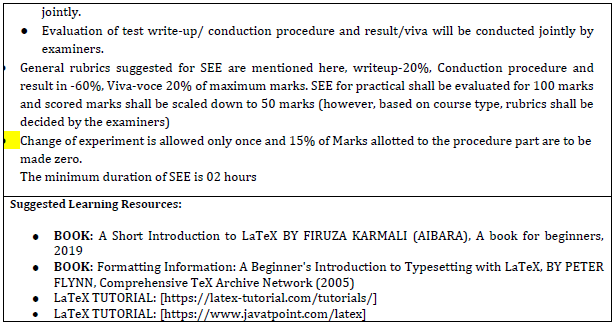 jointly.
● Evaluation of test write-up/ conduction procedure and result/viva will be conducted jointly by
examiners.
General rubrics suggested for SEE are mentioned here, writeup-20%, Conduction procedure and
result in -60%, Viva-voce 20% of maximum marks. SEE for practical shall be evaluated for 100 marks
and scored marks shall be scaled down to 50 marks (however, based on course type, rubrics shall be
decided by the examiners)
Change of experiment is allowed only once and 15% of Marks allotted to the procedure part are to be
made zero.
The minimum duration of SEE is 02 hours
Suggested Learning Resources:
● BOOK: A Short Introduction to LaTeX BY FIRUZA KARMALI (AIBARA), A book for beginners,
2019
● BOOK: Formatting Information: A Beginner's Introduction to Typesetting with LaTeX, BY PETER
FLYNN, Comprehensive TeX Archive Network (2005)
● LaTeX TUTORIAL: [https://latex-tutorial.com/tutorials/]
● LaTeX TUTORIAL: [https://www.javatpoint.com/latex]